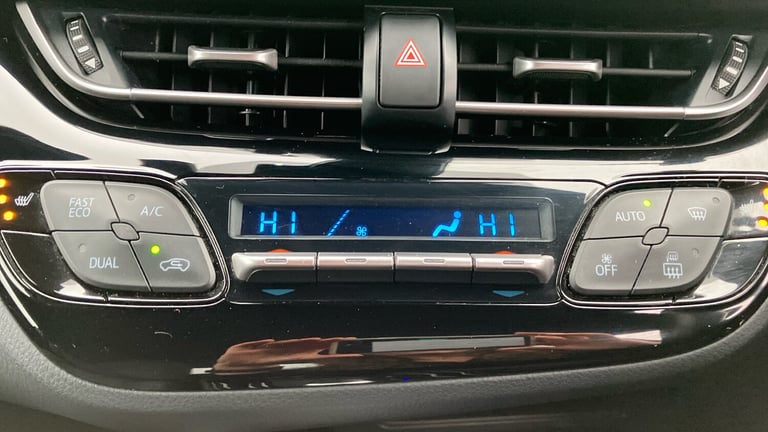 HI HI
FAST
ECO
A/C
DUAL
AUTO
OFF